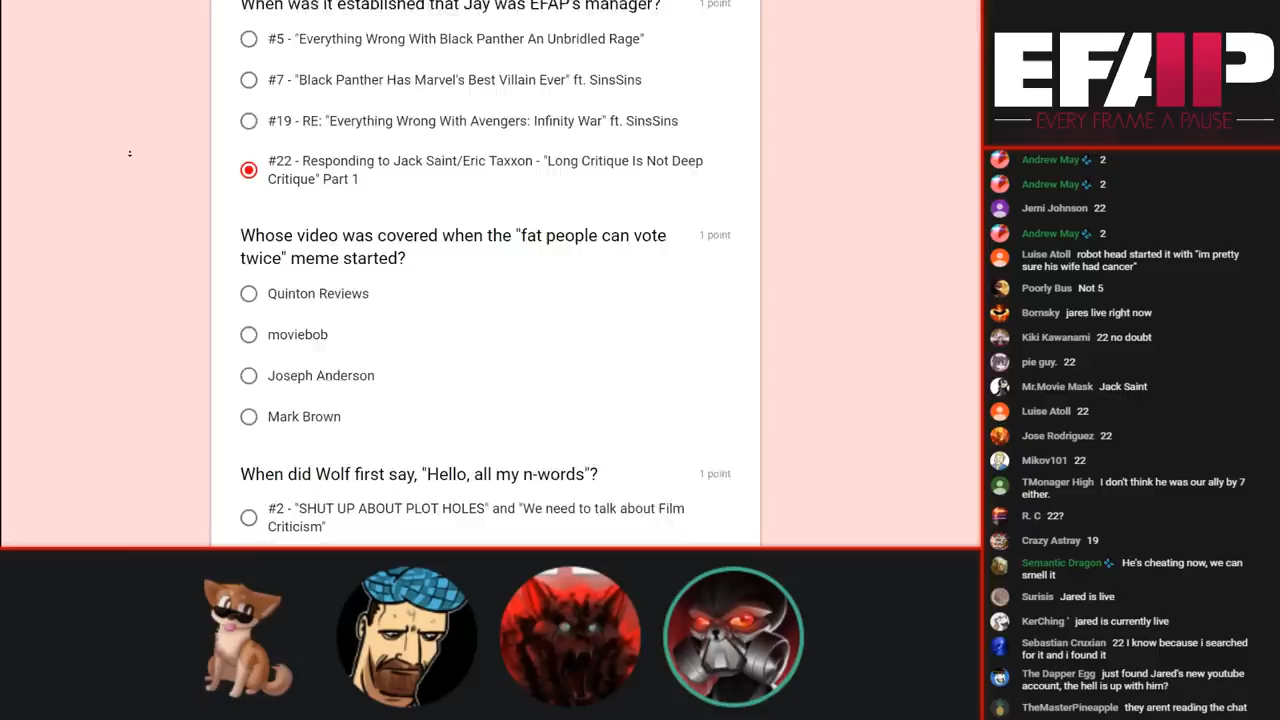 When was it established that Jay was EFAP's manager?
1 point
#5 - "Everything Wrong With Black Panther An Unbridled Rage"
#7 - "Black Panther Has Marvel's Best Villain Ever" ft. SinsSins
#19 - RE: "Everything Wrong With Avengers: Infinity War" ft. SinsSins
#22 - Responding to Jack Saint/Eric Taxxon - "Long Critique Is Not Deep
Critique" Part 1
Whose video was covered when the "fat people can vote
twice" meme started?
1 point
Quinton Reviews
moviebob
Joseph Anderson
Mark Brown
When did Wolf first say, "Hello, all my n-words"?
1 point
#2 - "SHUT UP ABOUT PLOT HOLES" and "We need to talk about Film
Criticism"
EFAP
EVERY FRAME A PAUSE
Andrew May 2
Andrew May 2
Jemi Johnson 22
Andrew May 2
Luise Atoll robot head started it with "im pretty
sure his wife had cancer"
Poorly Bus Not 5
Bornsky jares live right now
Kiki Kawanami 22 no doubt
pie guy. 22
Mr.Movie Mask Jack Saint
Luise Atoll 22
Jose Rodriguez 22
Mikov101 22
TMonager High I don't think he was our ally by 7
either.
R. C 22?
Crazy Astray 19
Semantic Dragon He's cheating now, we can
smell it
Surisis Jared is live
KerChing ' jared is currently live
Sebastian Cruxian 22 I know because i searched
for it and i found it
The Dapper Egg just found Jared's new youtube
account, the hell is up with him?
TheMasterPineapple they arent reading the chat